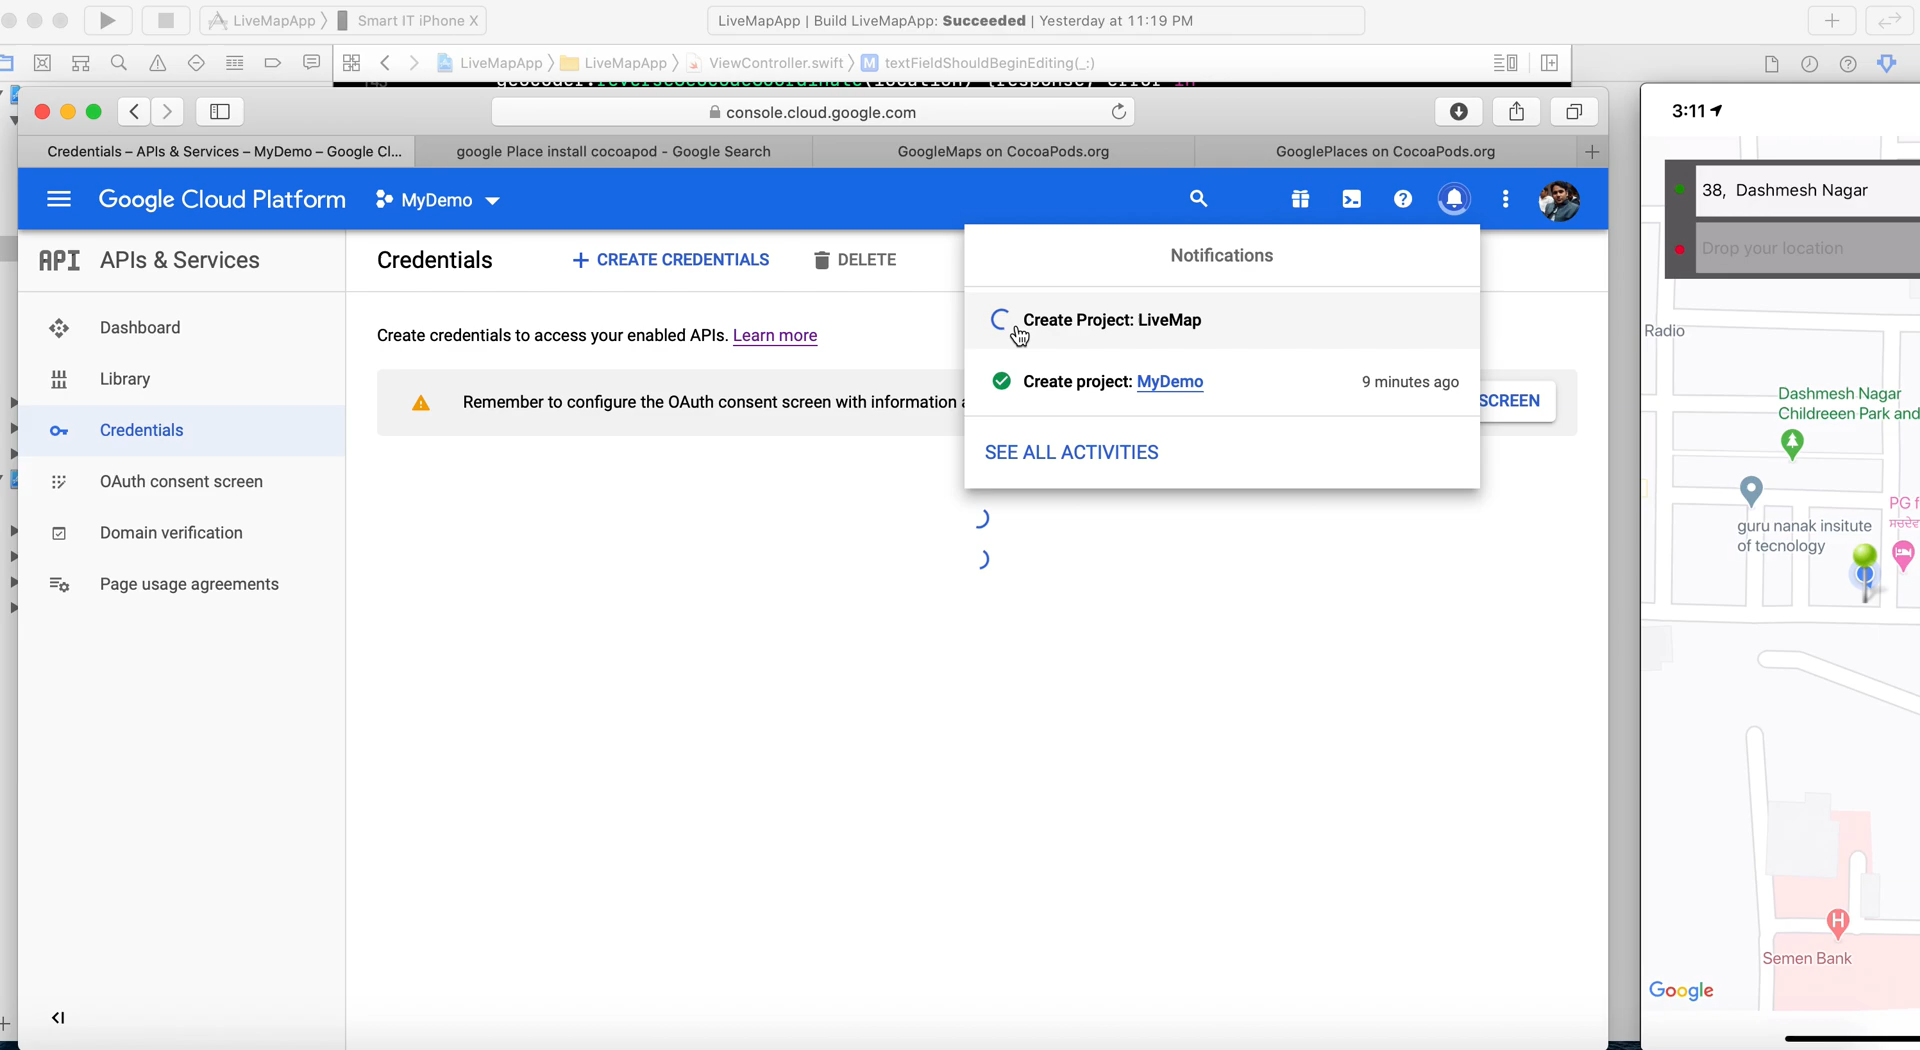 LiveMapApp
Smart IT iPhone X
LiveMapApp | Build LiveMapApp: Succeeded | Yesterday at 11:19 PM
LiveMapApp
LiveMapApp
ViewController.swift
M
textFieldShouldBeginEditing(_:)
console.cloud.google.com
3:11
Credentials – APIs & Services – MyDemo – Google Cl...
google Place install cocoapod - Google Search
GoogleMaps on CocoaPods.org
GooglePlaces on CocoaPods.org
Google Cloud Platform
MyDemo
38, Dashmesh Nagar
Drop your location
API APIs & Services
Credentials
+ CREATE CREDENTIALS
DELETE
Notifications
Dashboard
Library
Credentials
OAuth consent screen
Domain verification
Page usage agreements
Create credentials to access your enabled APIs. Learn more
Remember to configure the OAuth consent screen with information
SCREEN
Create Project: LiveMap
Create project: MyDemo
9 minutes ago
SEE ALL ACTIVITIES
Radio
Dashmesh Nagar
Childreeen Park and
guru nanak insitute
of tecnology
PG f
H
Semen Bank
Google